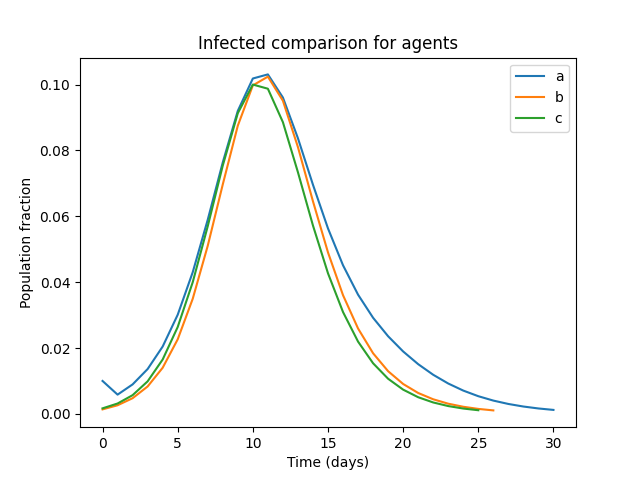 Infected comparison for agents
a
b
c
0.10
0.08
0.06
0.04
0.02
0.00
Population fraction
0 5 10 15 20 25 30
Time (days)